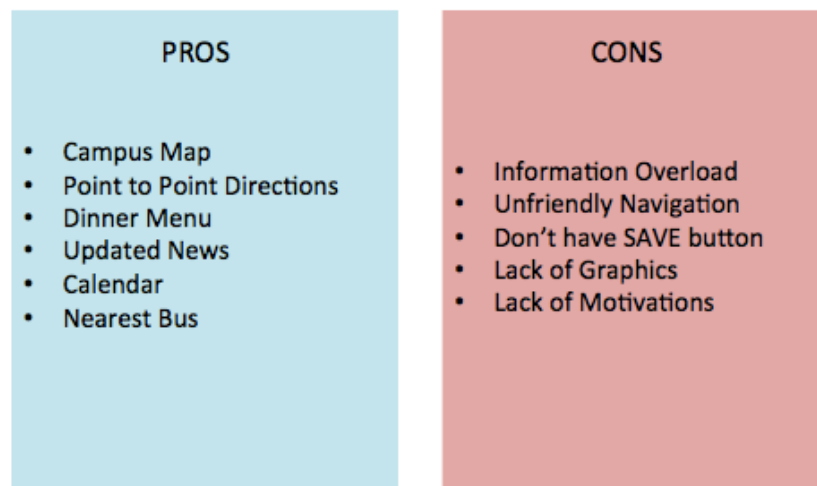 PROS
• Campus Map
• Point to Point Directions
• Dinner Menu
• Updated News
• Calendar
• Nearest Bus
CONS
• Information Overload
• Unfriendly Navigation
• Don’t have SAVE button
• Lack of Graphics
• Lack of Motivations